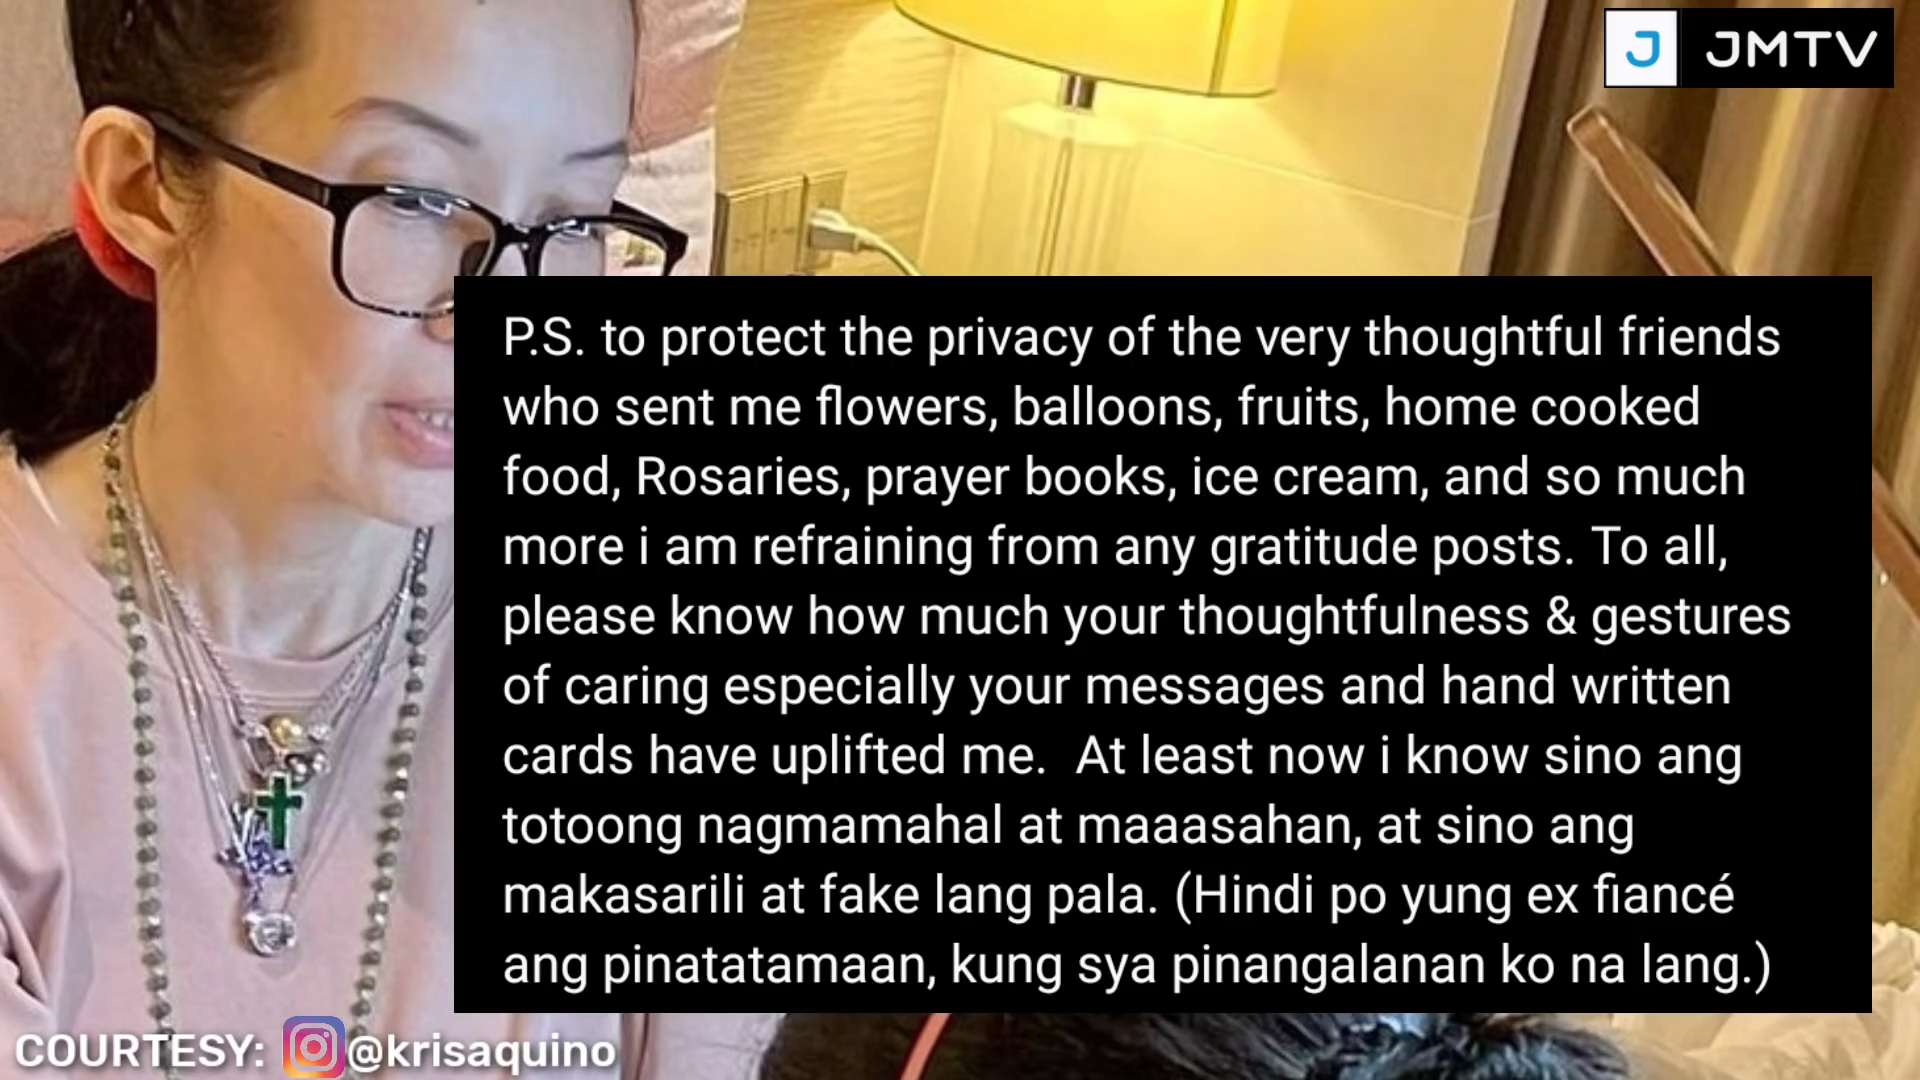 J JMTV
P.S. to protect the privacy of the very thoughtful friends
who sent me flowers, balloons, fruits, home cooked
food, Rosaries, prayer books, ice cream, and so much
more i am refraining from any gratitude posts. To all,
please know how much your thoughtfulness & gestures
of caring especially your messages and hand written
cards have uplifted me.  At least now i know sino ang
totoong nagmamahal at maaasahan, at sino ang
makasarili at fake lang pala. (Hindi po yung ex fiancé
ang pinatatamaan, kung sya pinangalanan ko na lang.)
COURTESY: @krisaquino